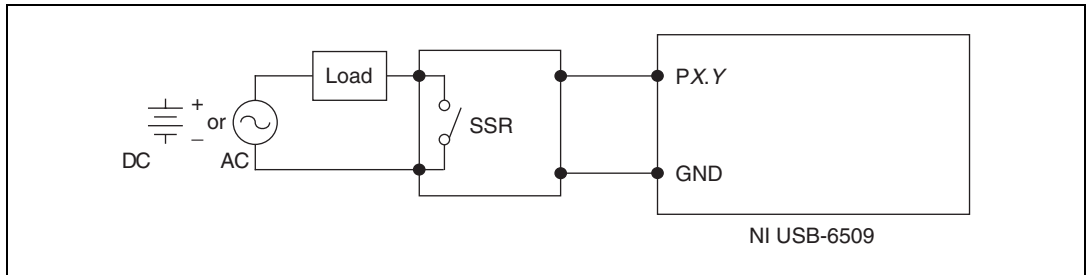 Load
PX.Y
+
or
SSR
–
DC
AC
GND
NI USB-6509